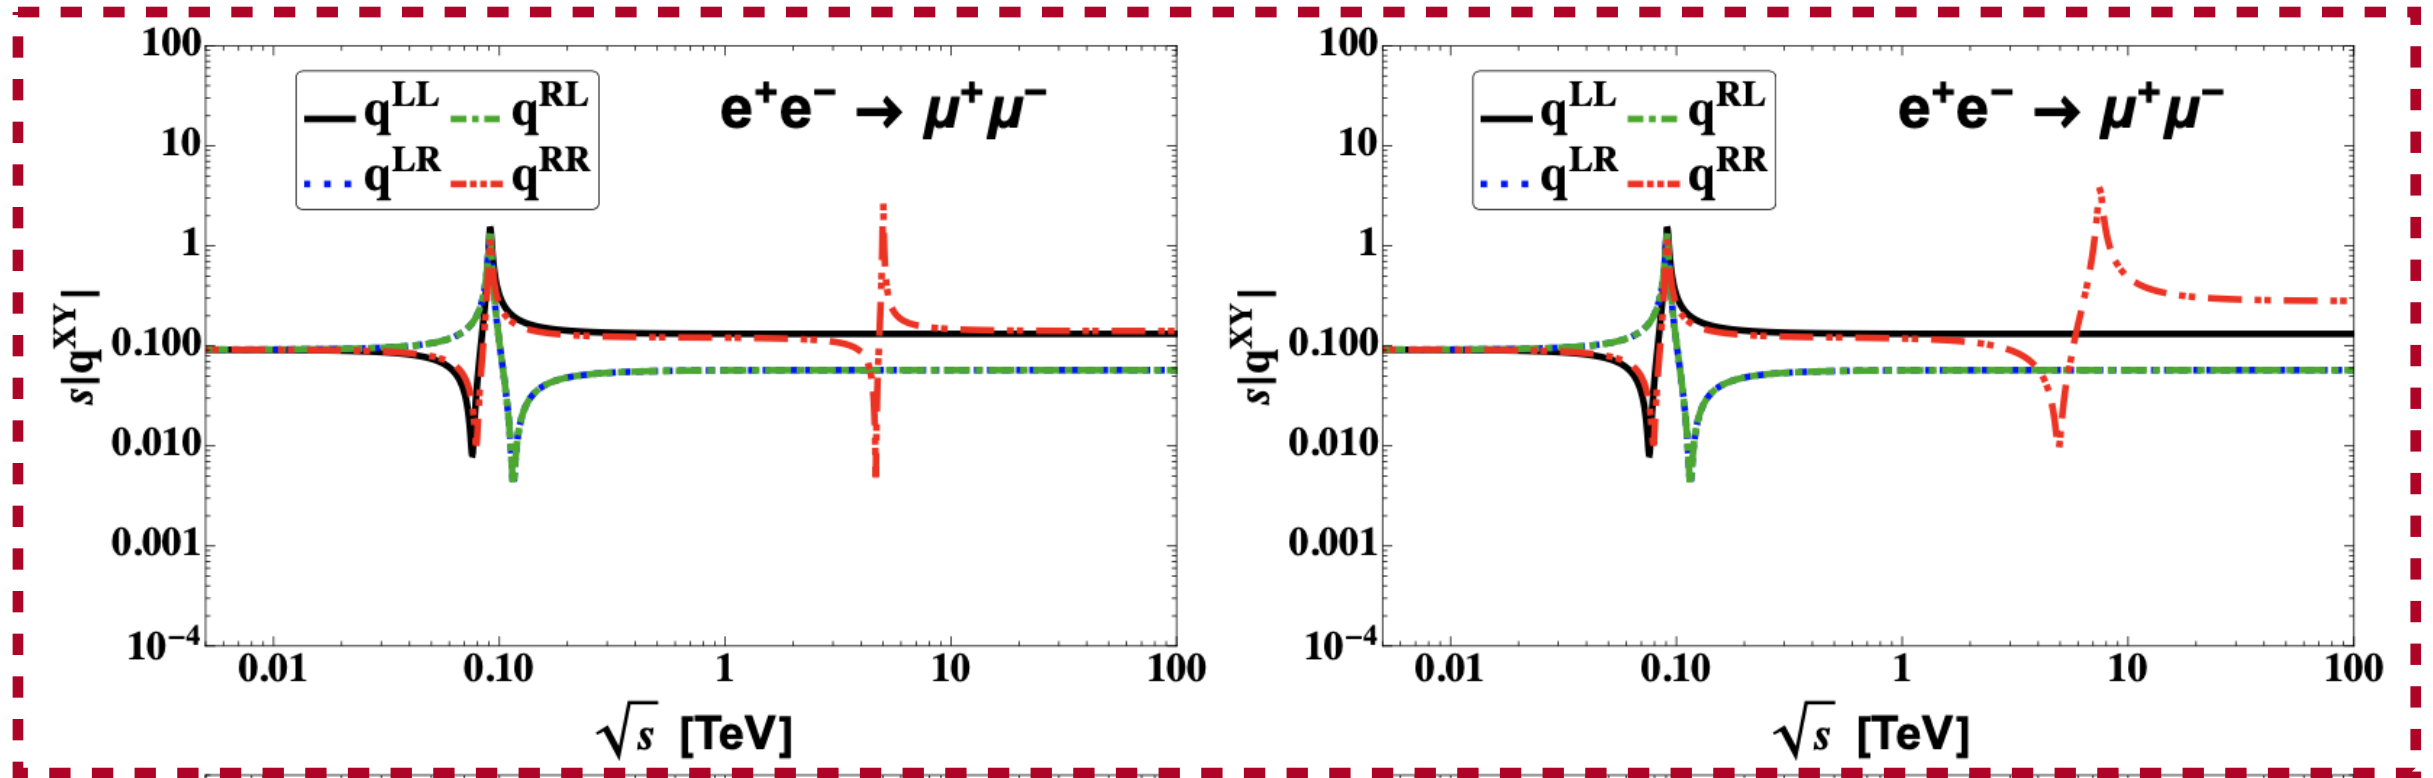 100
10
1
0.100
0.010
0.001
10⁻⁴
s|q^XY|
q^LL q^RL
q^LR q^RR
e⁺e⁻ → μ⁺μ⁻
0.01 0.10 1 10 100
√s [TeV]
100
10
1
0.100
0.010
0.001
10⁻⁴
s|q^XY|
q^LL q^RL
q^LR q^RR
e⁺e⁻ → μ⁺μ⁻
0.01 0.10 1 10 100
√s [TeV]